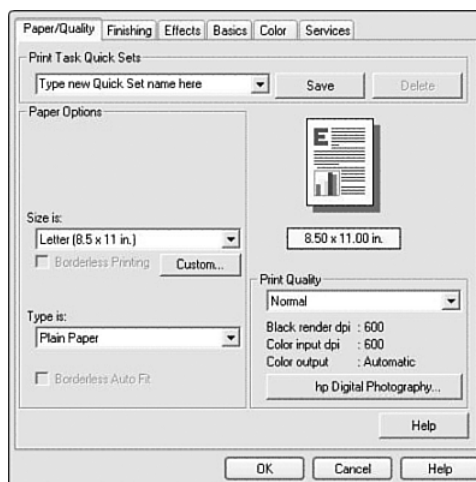 Paper/Quality Finishing Effects Basics Color Services
Print Task Quick Sets
Type new Quick Set name here Save Delete
Paper Options
E
Size is:
Letter (8.5 x 11 in.)
8.50 x 11.00 in.
Borderless Printing Custom...
Print Quality
Normal
Type is:
Plain Paper
Black render dpi : 600
Color input dpi : 600
Color output : Automatic
Borderless Auto Fit
hp Digital Photography...
Help
OK Cancel Help